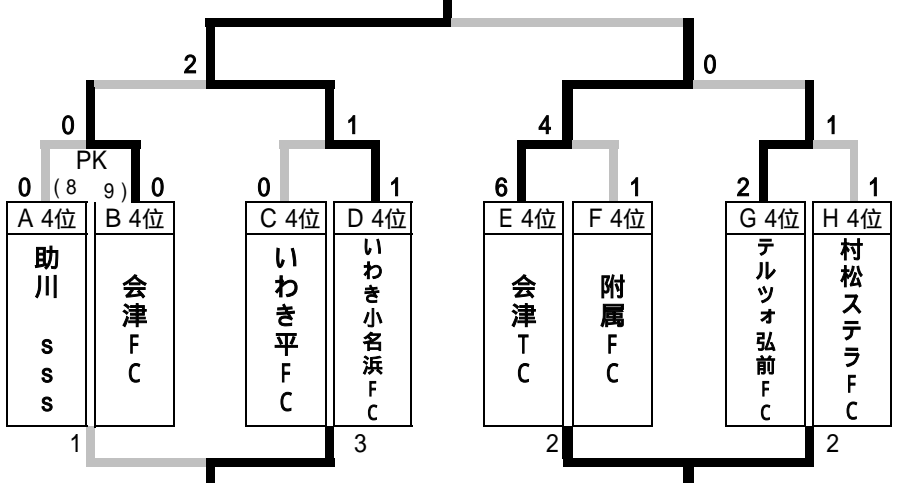 2 0
0 1 4 1
PK
0 (8 9) 0 0 1 6 1 2 1
A 4位 B 4位 C 4位 D 4位 E 4位 F 4位 G 4位 H 4位
助川 sss
会津FC
いわき平FC
いわき小名浜FC
会津TC
附属FC
テルツォ弘前FC
村松ステラFC
1 3 2 2